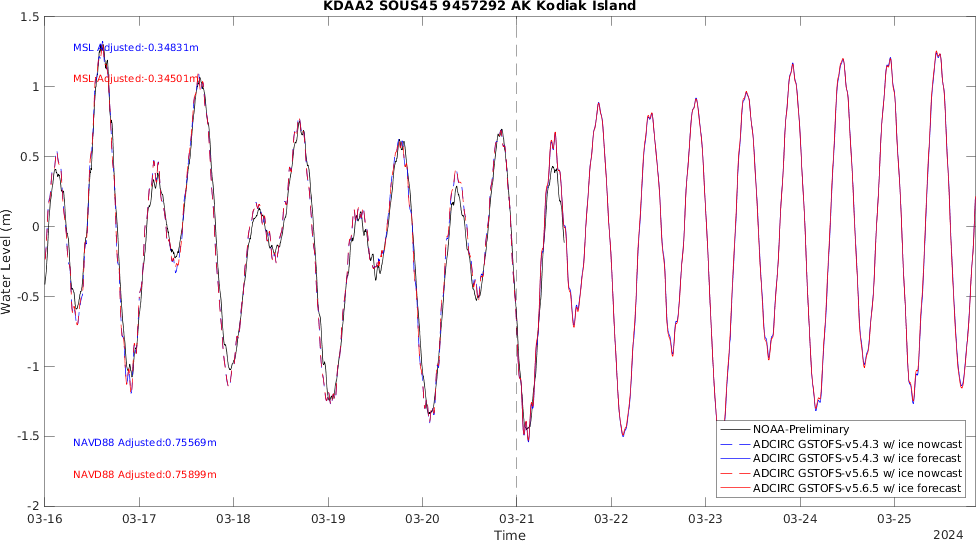 KDAA2 SOUS45 9457292 AK Kodiak Island
MSL Adjusted:-0.34831m
MSL Adjusted:-0.34501m
NAVD88 Adjusted:0.75569m
NAVD88 Adjusted:0.75899m
Water Level (m)
1.5
1
0.5
0
-0.5
-1
-1.5
-2
NOAA-Preliminary
ADCIRC GSTOFS-v5.4.3 w/ ice nowcast
ADCIRC GSTOFS-v5.4.3 w/ ice forecast
ADCIRC GSTOFS-v5.6.5 w/ ice nowcast
ADCIRC GSTOFS-v5.6.5 w/ ice forecast
03-16 03-17 03-18 03-19 03-20 03-21 03-22 03-23 03-24 03-25
Time
2024